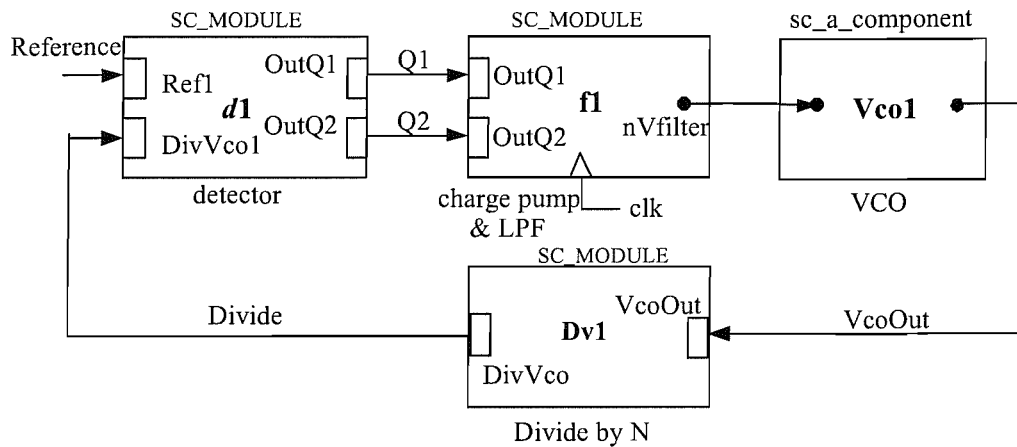 SC_MODULE
SC_MODULE
sc_a_component
Reference
Ref1
OutQ1
d1
OutQ2
DivVco1
detector
Q1
Q2
OutQ1
f1
OutQ2
nVfilter
charge pump
& LPF
clk
Vco1
VCO
SC_MODULE
Divide
VcoOut
Dv1
DivVco
VcoOut
Divide by N